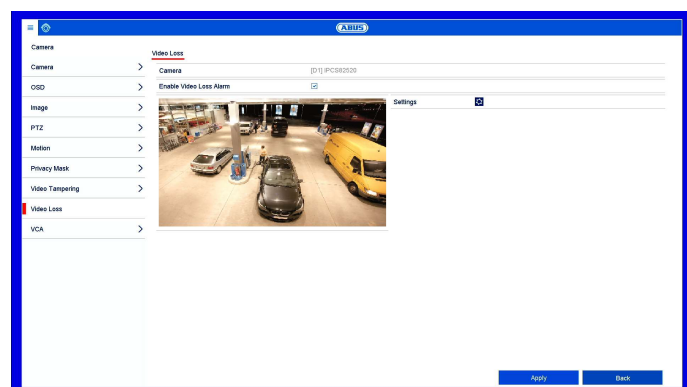 ABUS
Camera
Camera
OSD
Image
PTZ
Motion
Privacy Mask
Video Tampering
Video Loss
VCA
Video Loss
Camera [D1] IPCS82520
Enable Video Loss Alarm
Settings
Apply Back